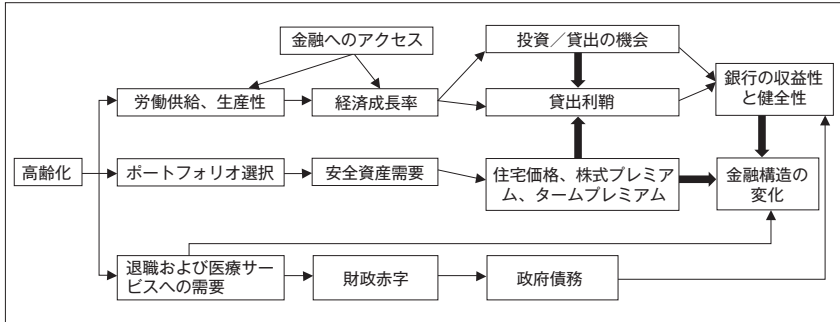 金融へのアクセス
投資／貸出の機会
労働供給、生産性
経済成長率
貸出利鞘
銀行の収益性
と健全性
高齢化
ポートフォリオ選択
安全資産需要
住宅価格、株式プレミア
ム、タームプレミアム
金融構造の
変化
退職および医療サー
ビスへの需要
財政赤字
政府債務